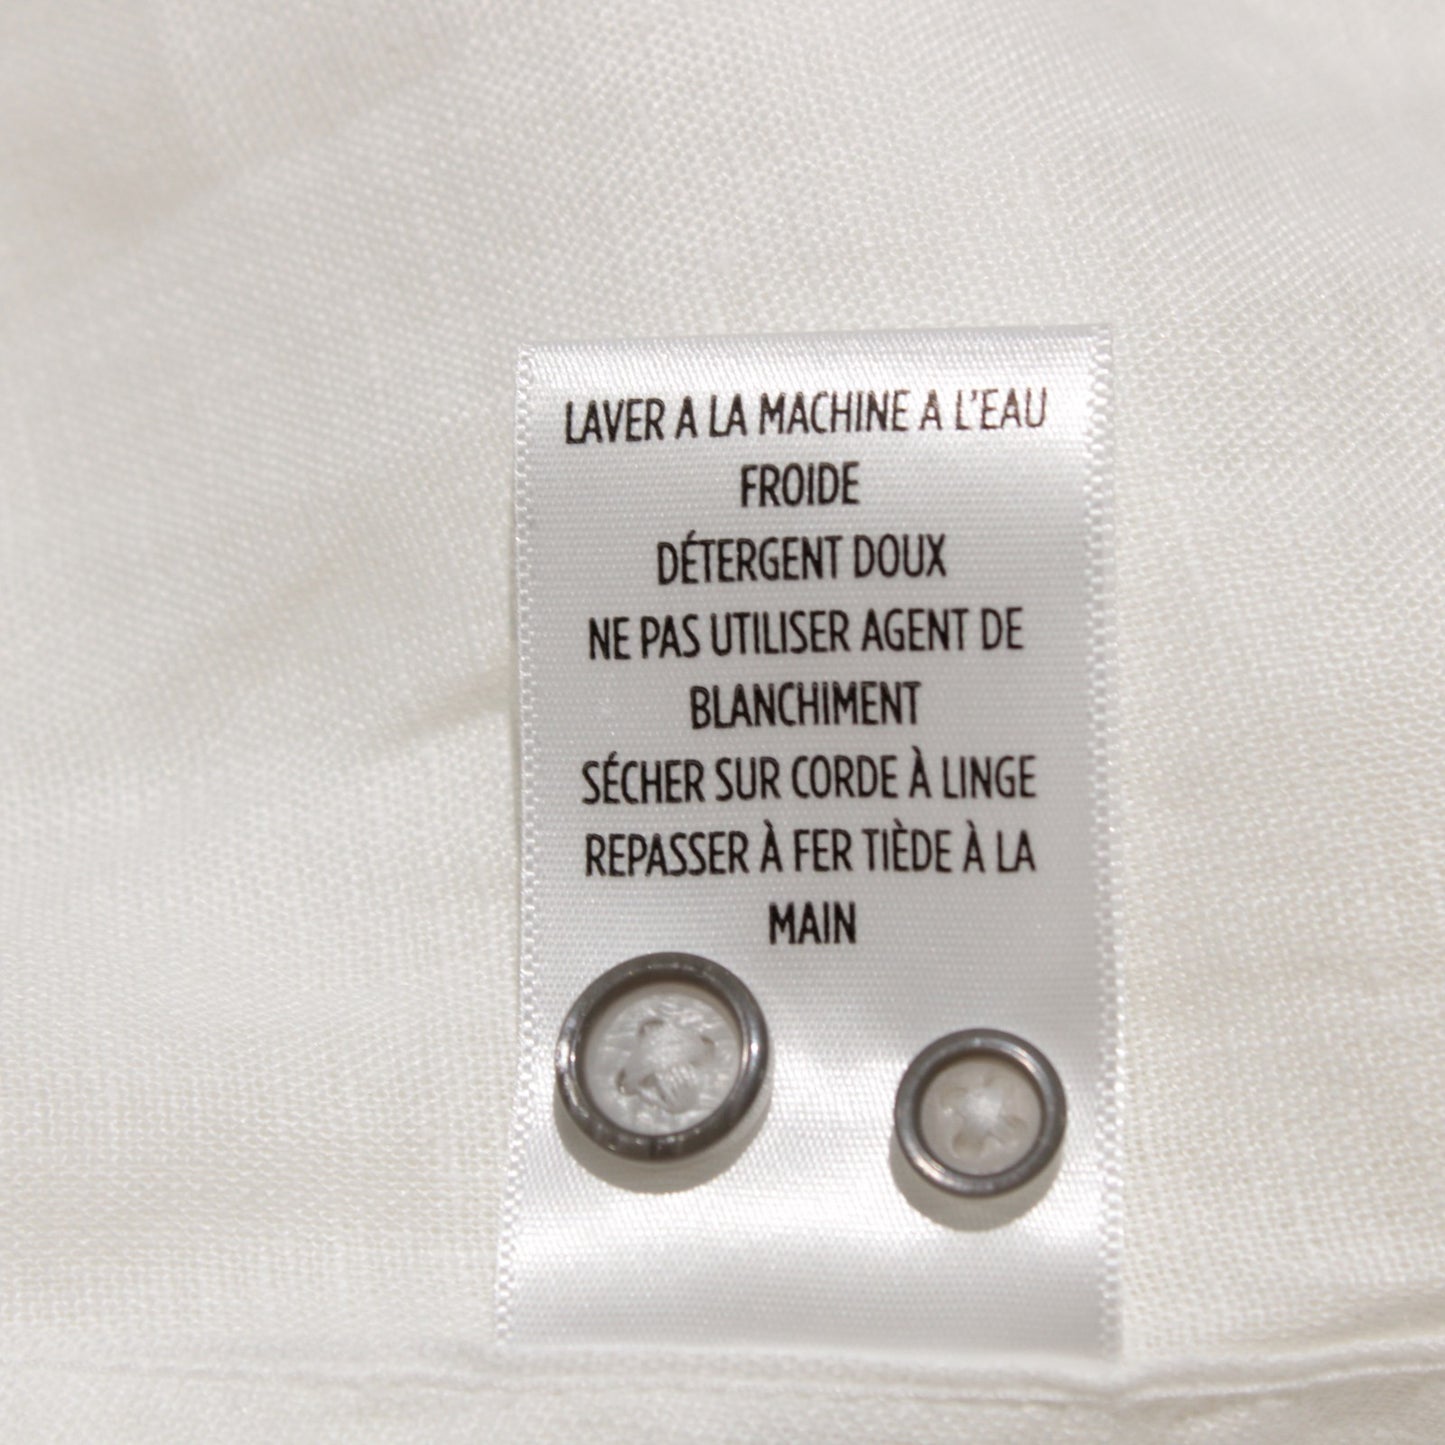 LAVER A LA MACHINE A L'EAU
FROIDE
DÉTERGENT DOUX
NE PAS UTILISER AGENT DE
BLANCHIMENT
SÉCHER SUR CORDE À LINGE
REPASSER À FER TIÈDE À LA
MAIN